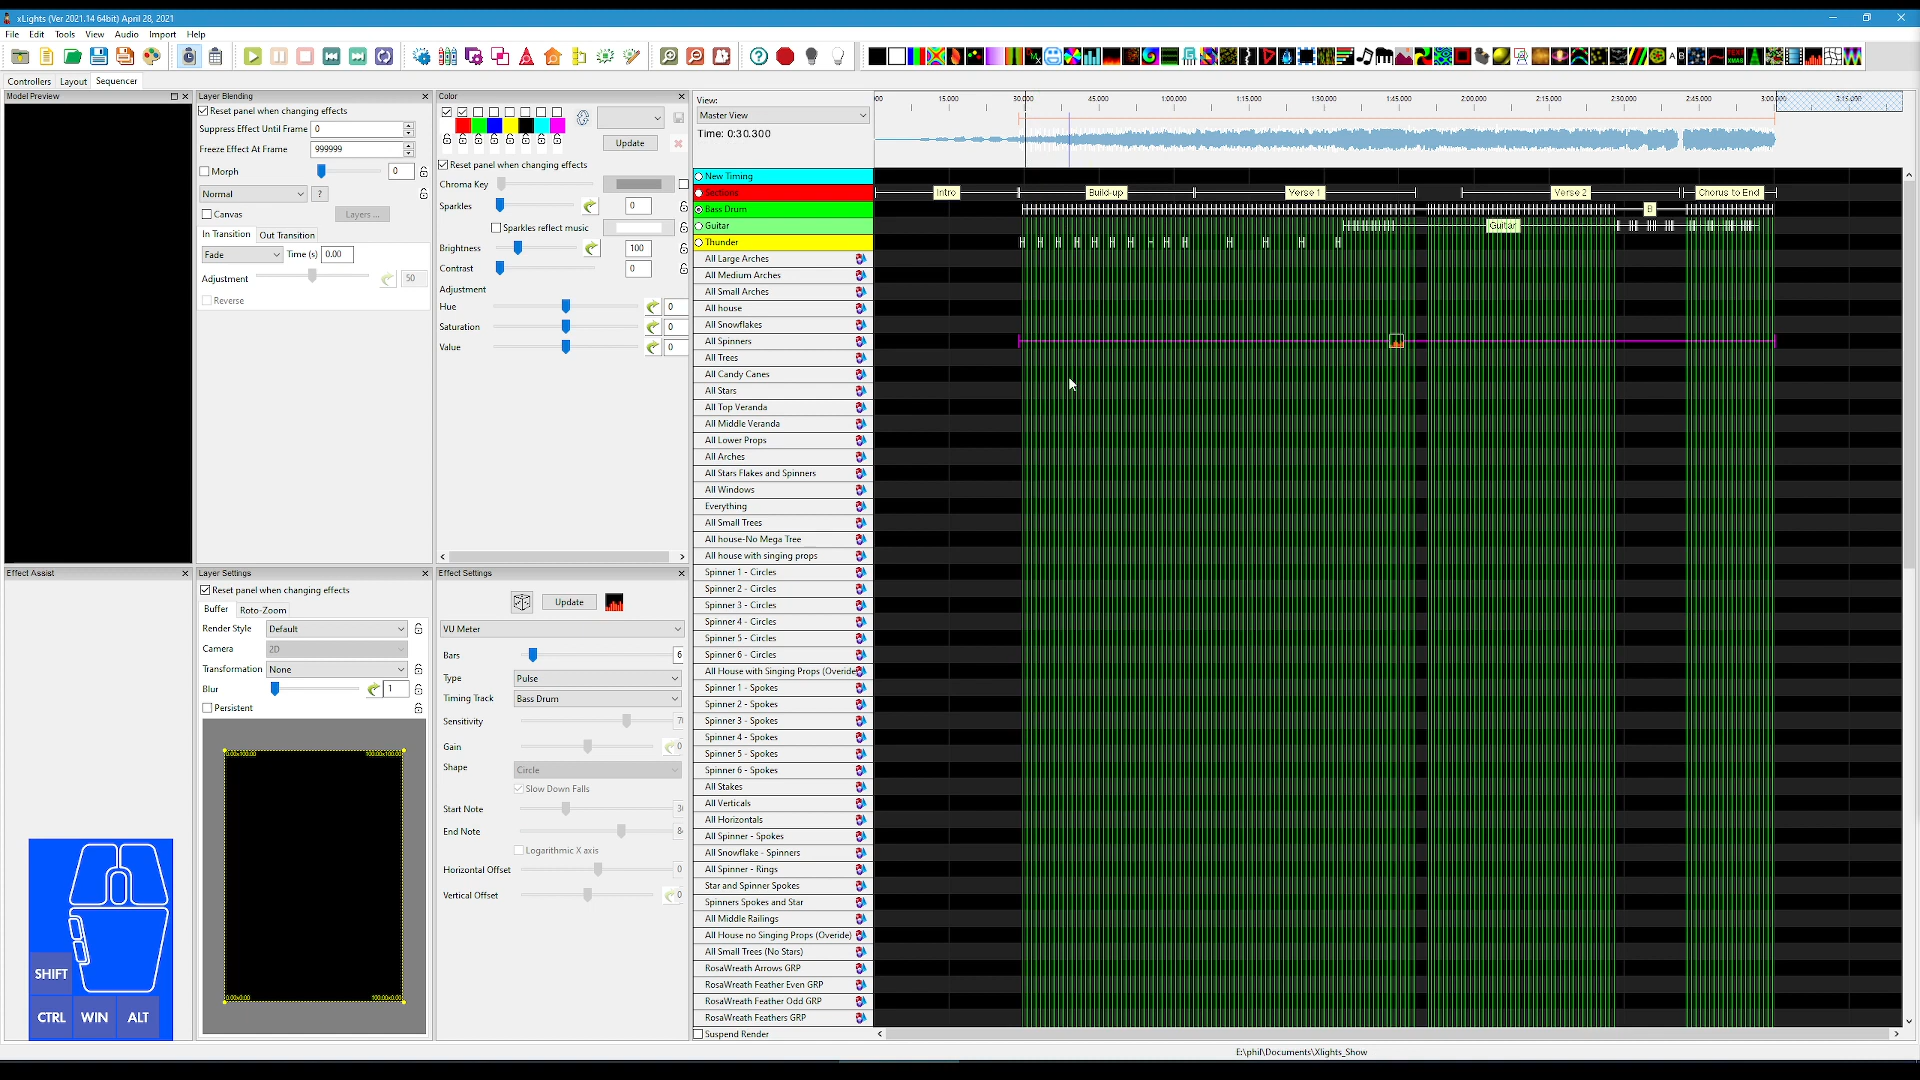 xLights (Ver 2021.14 64bit) April 28, 2021
File Edit Tools View Audio Import Help
Controllers Layout Sequencer
Model Preview
Layer Blending
Reset panel when changing effects
Suppress Effect Until Frame 0
Freeze Effect At Frame 999999
Morph 0
Normal ?
Canvas Layers ...
In Transition Out Transition
Fade Time (s) 0.00
Adjustment 50
Reverse
Color
Update
Reset panel when changing effects
Chroma Key
Sparkles 0
Sparkles reflect music
Brightness 100
Contrast 0
Adjustment
Hue 0
Saturation 0
Value 0
Effect Assist
SHIFT
CTRL WIN ALT
Layer Settings
Reset panel when changing effects
Buffer Roto-Zoom
Render Style Default
Camera 2D
Transformation None
Blur 1
Persistent
0.00x100.00 100.00x100.00
0.00x0.00 100.00x0.00
Effect Settings
Update
VU Meter
Bars 6
Type Pulse
Timing Track Bass Drum
Sensitivity
Gain 0
Shape Circle
Slow Down Falls
Start Note
End Note
Logarithmic X axis
Horizontal Offset 0
Vertical Offset 0
View:
Master View
Time: 0:30.300
15.000 30.000 45.000 1:00.000 1:15.000 1:30.000 1:45.000 2:00.000 2:15.000 2:30.000 2:45.000 3:00.000 3:15.000
New Timing
Sections Intro Build-up Verse 1 Verse 2 Chorus to End
Bass Drum B
Guitar Guitar
Thunder
All Large Arches
All Medium Arches
All Small Arches
All house
All Snowflakes
All Spinners
All Trees
All Candy Canes
All Stars
All Top Veranda
All Middle Veranda
All Lower Props
All Arches
All Stars Flakes and Spinners
All Windows
Everything
All Small Trees
All house-No Mega Tree
All house with singing props
Spinner 1 - Circles
Spinner 2 - Circles
Spinner 3 - Circles
Spinner 4 - Circles
Spinner 5 - Circles
Spinner 6 - Circles
All House with Singing Props (Overide
Spinner 1 - Spokes
Spinner 2 - Spokes
Spinner 3 - Spokes
Spinner 4 - Spokes
Spinner 5 - Spokes
Spinner 6 - Spokes
All Stakes
All Verticals
All Horizontals
All Spinner - Spokes
All Snowflake - Spinners
All Spinner - Rings
Star and Spinner Spokes
Spinners Spokes and Star
All Middle Railings
All House no Singing Props (Overide)
All Small Trees (No Stars)
RosaWreath Arrows GRP
RosaWreath Feather Even GRP
RosaWreath Feather Odd GRP
RosaWreath Feathers GRP
Suspend Render
E:\phil\Documents\Xlights_Show